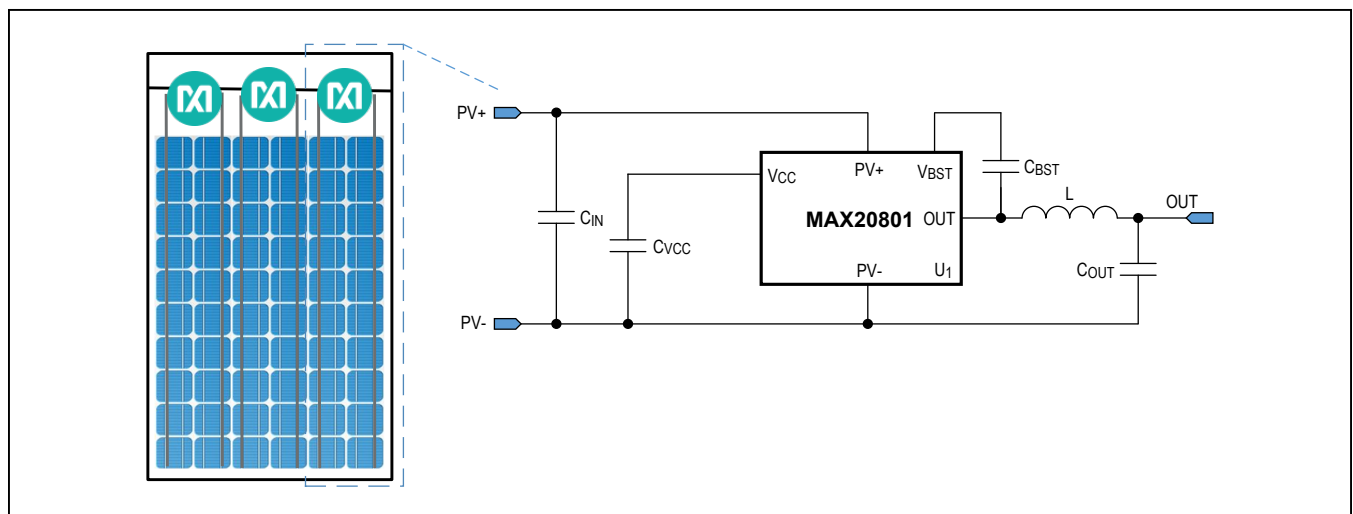 PV+
PV-
CIN
CVCC
VCC
PV+
VBST
MAX20801
OUT
PV-
U1
CBST
L
OUT
COUT